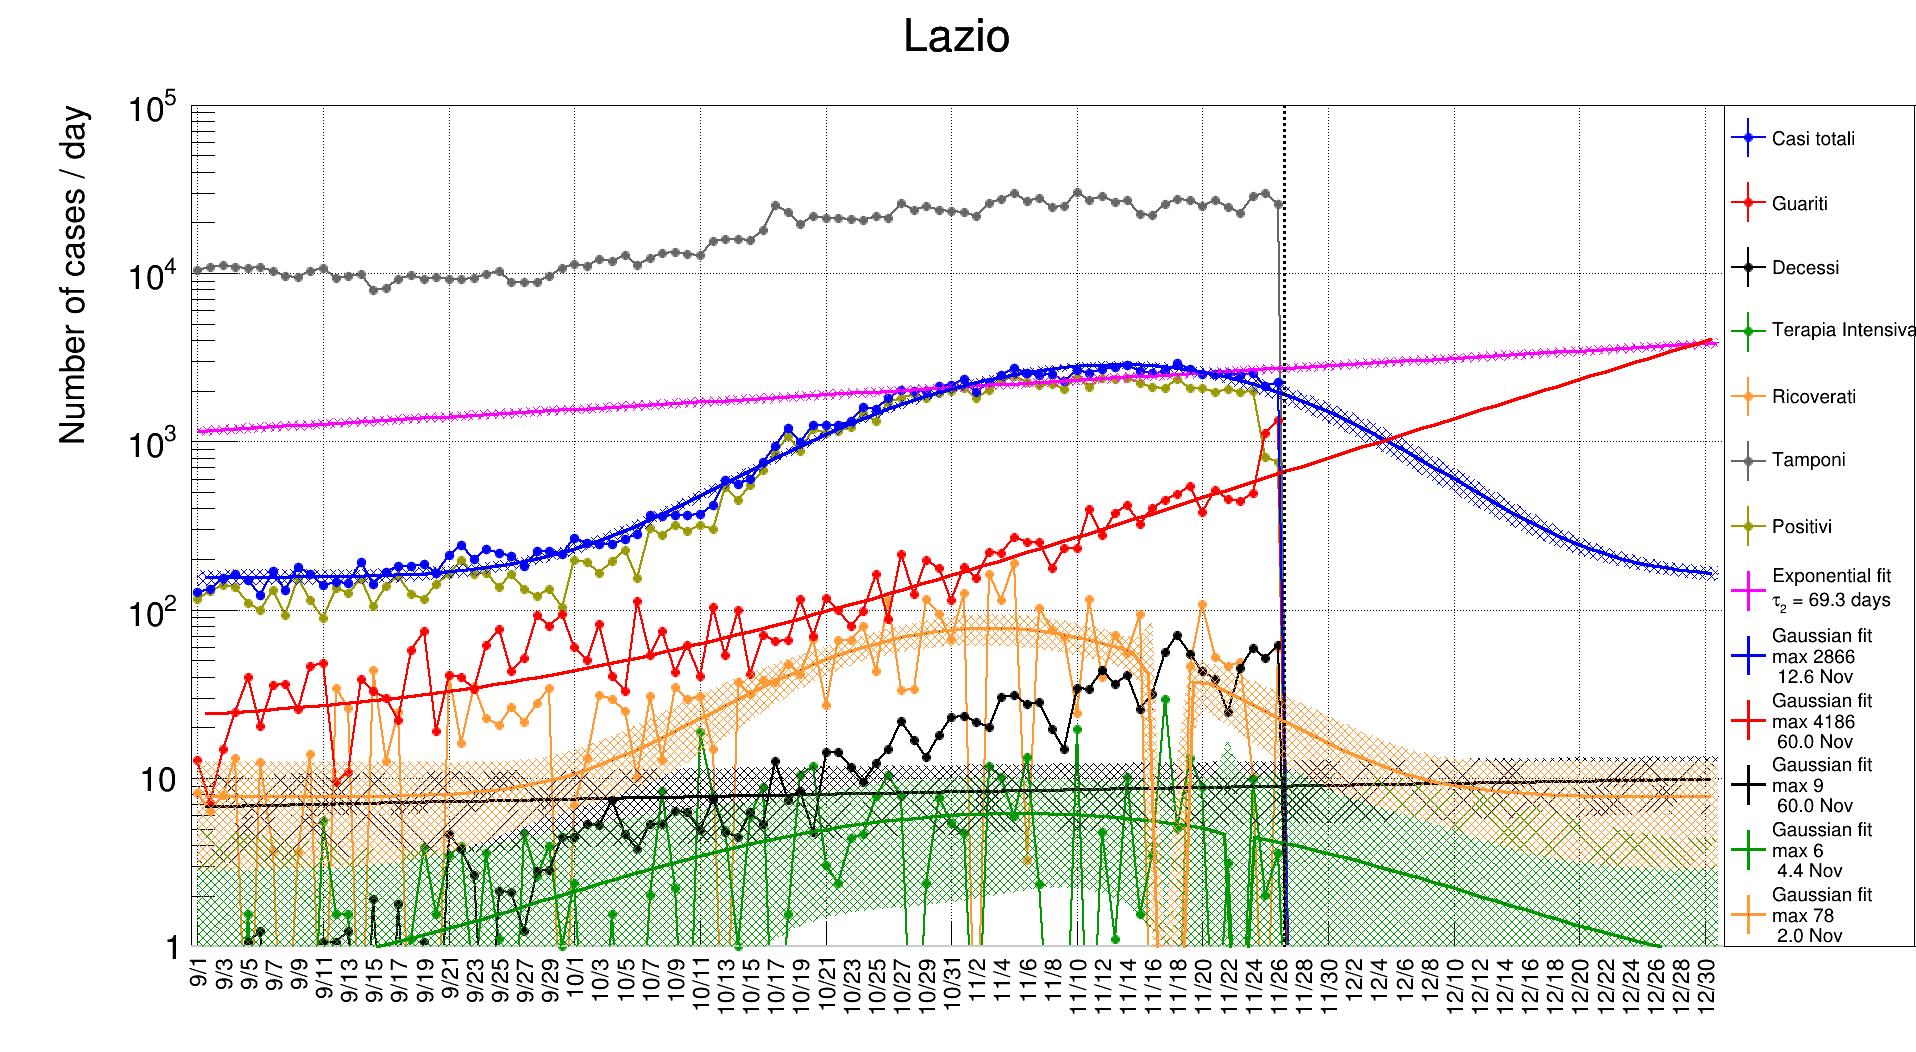 Lazio
Number of cases / day
10^5
10^4
10^3
10^2
10
1
9/1 9/3 9/5 9/7 9/9 9/11 9/13 9/15 9/17 9/19 9/21 9/23 9/25 9/27 9/29 10/1 10/3 10/5 10/7 10/9 10/11 10/13 10/15 10/17 10/19 10/21 10/23 10/25 10/27 10/29 10/31 11/2 11/4 11/6 11/8 11/10 11/12 11/14 11/16 11/18 11/20 11/22 11/24 11/26 11/28 11/30 12/2 12/4 12/6 12/8 12/10 12/12 12/14 12/16 12/18 12/20 12/22 12/24 12/26 12/28 12/30
Casi totali
Guariti
Decessi
Terapia Intensiva
Ricoverati
Tamponi
Positivi
Exponential fit
τ2 = 69.3 days
Gaussian fit
max 2866
12.6 Nov
Gaussian fit
max 4186
60.0 Nov
Gaussian fit
max 9
60.0 Nov
Gaussian fit
max 6
4.4 Nov
Gaussian fit
max 78
2.0 Nov